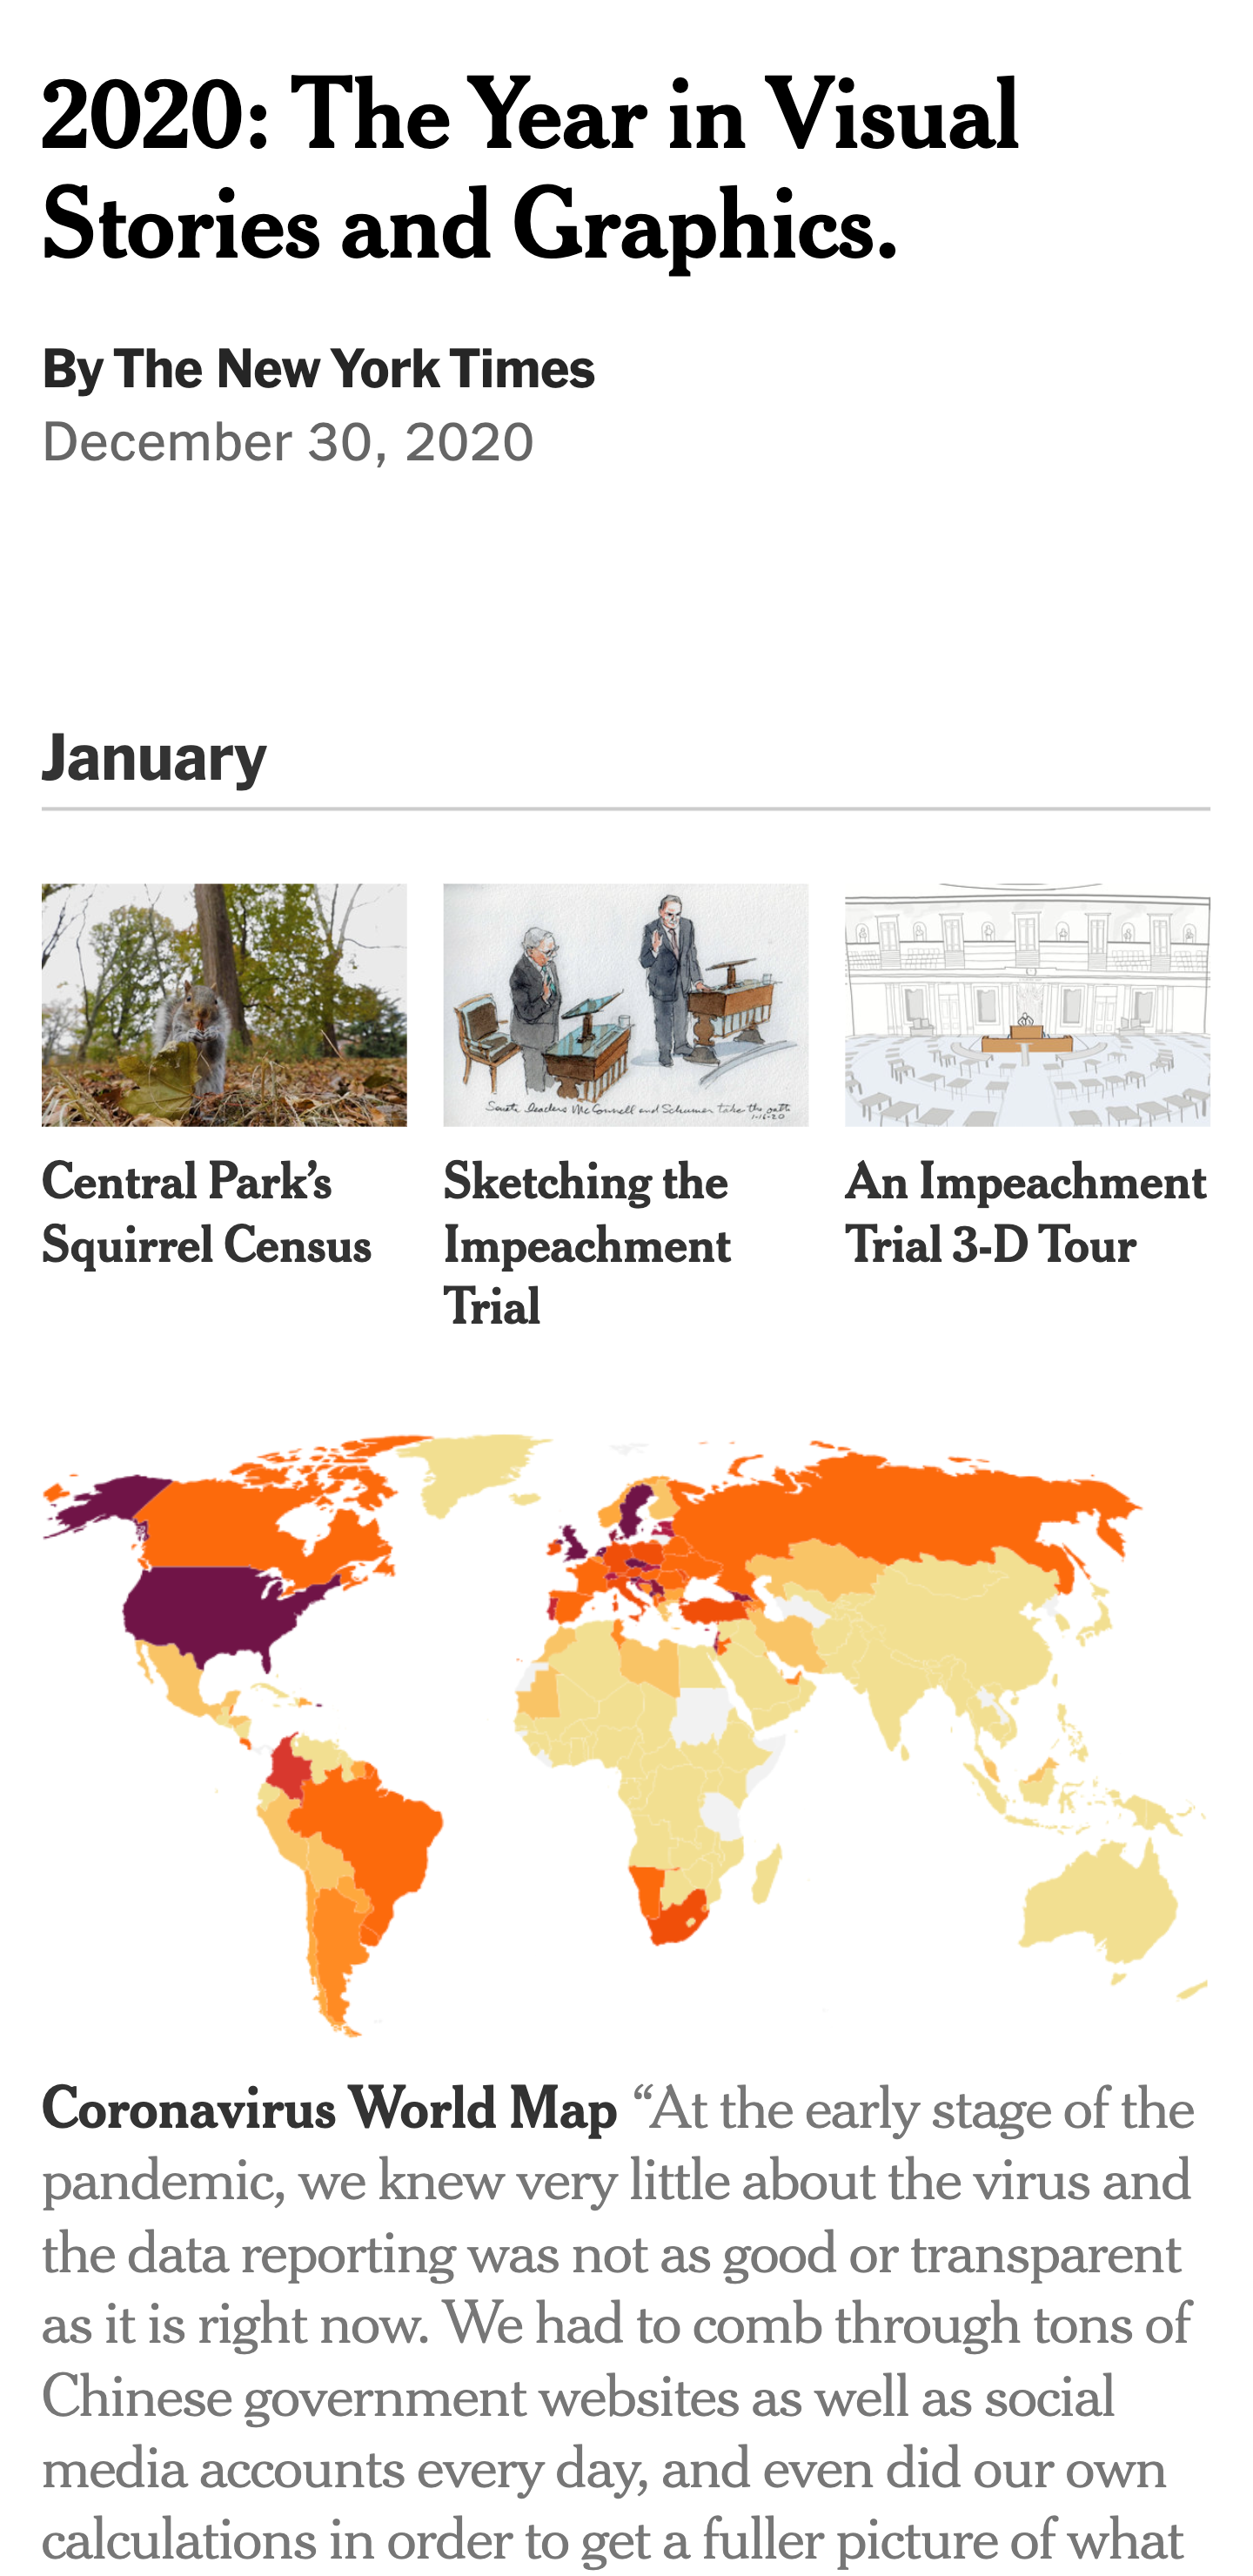 2020: The Year in Visual
Stories and Graphics.
By The New York Times
December 30, 2020
January
Senate leaders McConnell and Schumer take the oath
1-16-20
Central Park’s
Squirrel Census
Sketching the
Impeachment
Trial
An Impeachment
Trial 3-D Tour
Coronavirus World Map “At the early stage of the
pandemic, we knew very little about the virus and
the data reporting was not as good or transparent
as it is right now. We had to comb through tons of
Chinese government websites as well as social
media accounts every day, and even did our own
calculations in order to get a fuller picture of what